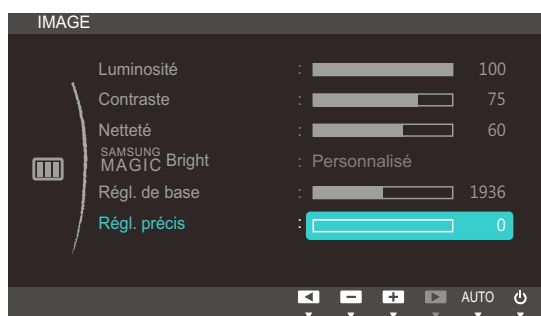 IMAGE
Luminosité : 100
Contraste : 75
Netteté : 60
SAMSUNG
MAGIC Bright : Personnalisé
Régl. de base : 1936
Régl. précis : 0
AUTO